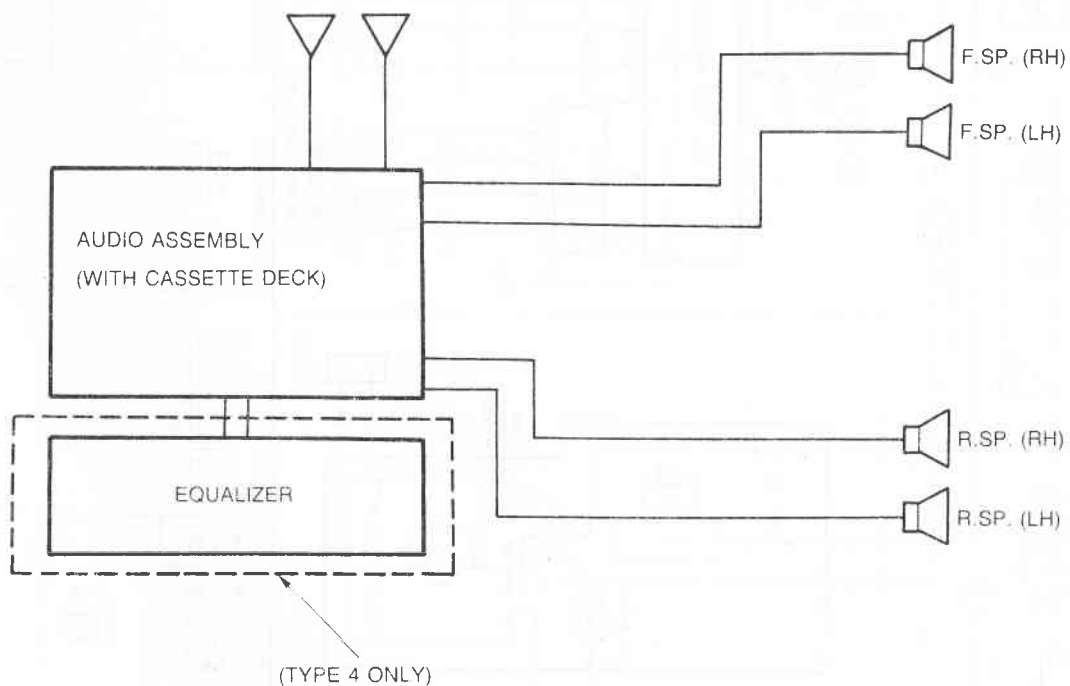 F.SP. (RH)
F.SP. (LH)
AUDIO ASSEMBLY
(WITH CASSETTE DECK)
R.SP. (RH)
EQUALIZER
R.SP. (LH)
(TYPE 4 ONLY)